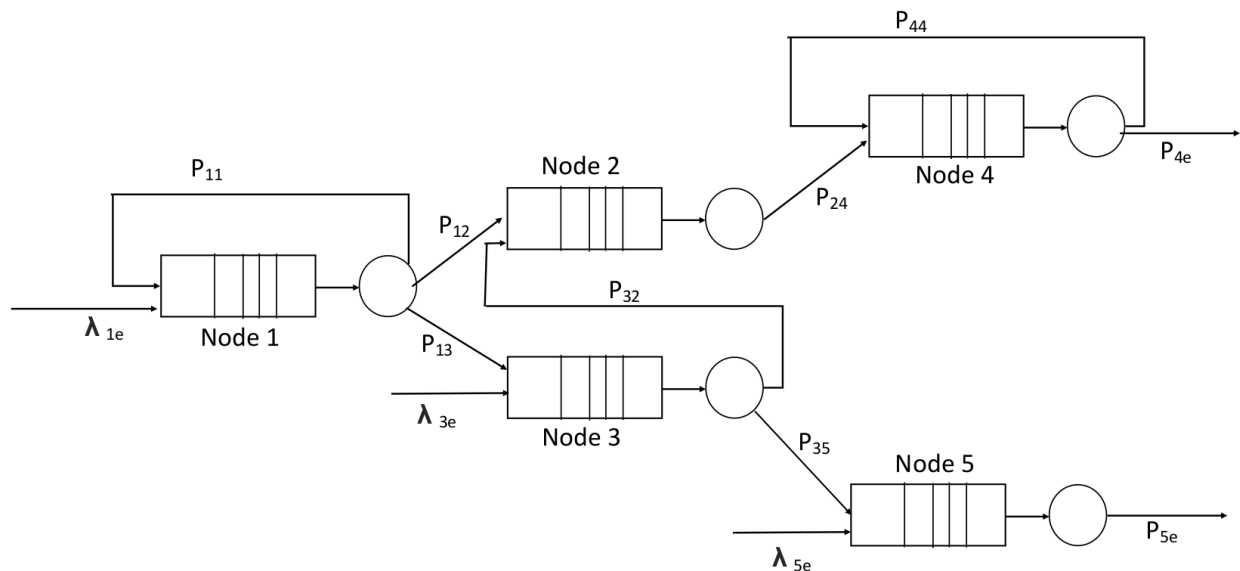 P44
P4e
Node 4
P24
Node 2
P11
P12
P32
Node 1
λ 1e
P13
λ 3e
Node 3
P35
Node 5
P5e
λ 5e